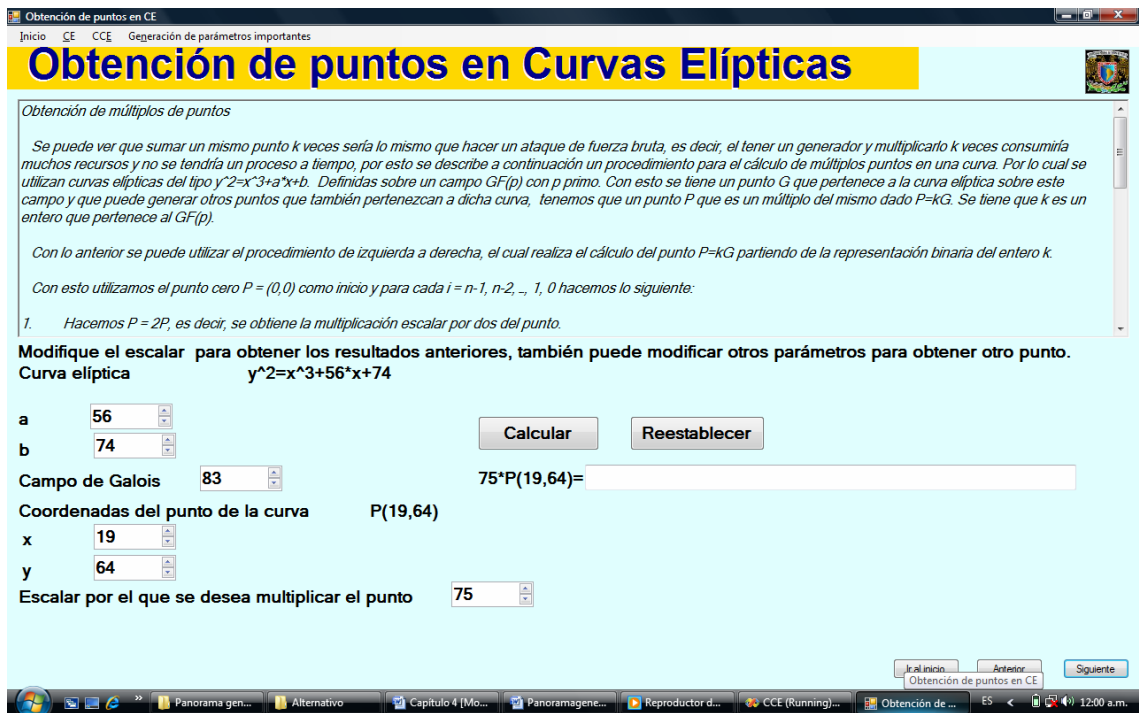 Obtención de puntos en CE
Inicio CE CCE Generación de parámetros importantes
Obtención de puntos en Curvas Elípticas
Obtención de múltiplos de puntos
Se puede ver que sumar un mismo punto k veces sería lo mismo que hacer un ataque de fuerza bruta, es decir, el tener un generador y multiplicarlo k veces consumiría
muchos recursos y no se tendría un proceso a tiempo, por esto se describe a continuación un procedimiento para el cálculo de múltiplos puntos en una curva. Por lo cual se
utilizan curvas elípticas del tipo y^2=x^3+a*x+b. Definidas sobre un campo GF(p) con p primo. Con esto se tiene un punto G que pertenece a la curva elíptica sobre este
campo y que puede generar otros puntos que también pertenezcan a dicha curva, tenemos que un punto P que es un múltiplo del mismo dado P=kG. Se tiene que k es un
entero que pertenece al GF(p).
Con lo anterior se puede utilizar el procedimiento de izquierda a derecha, el cual realiza el cálculo del punto P=kG partiendo de la representación binaria del entero k.
Con esto utilizamos el punto cero P = (0,0) como inicio y para cada i = n-1, n-2, ..., 1, 0 hacemos lo siguiente:
1. Hacemos P = 2P, es decir, se obtiene la multiplicación escalar por dos del punto.
Modifique el escalar para obtener los resultados anteriores, también puede modificar otros parámetros para obtener otro punto.
Curva elíptica y^2=x^3+56*x+74
a 56
b 74
Calcular Reestablecer
Campo de Galois 83
75*P(19,64)=
Coordenadas del punto de la curva P(19,64)
x 19
y 64
Escalar por el que se desea multiplicar el punto 75
Ir al inicio Anterior Siguiente
Obtención de puntos en CE
Panorama gen... Alternativo Capítulo 4 [Mo... Panoramagene... Reproductor d... CCE (Running)... Obtención de ... ES 12:00 a.m.